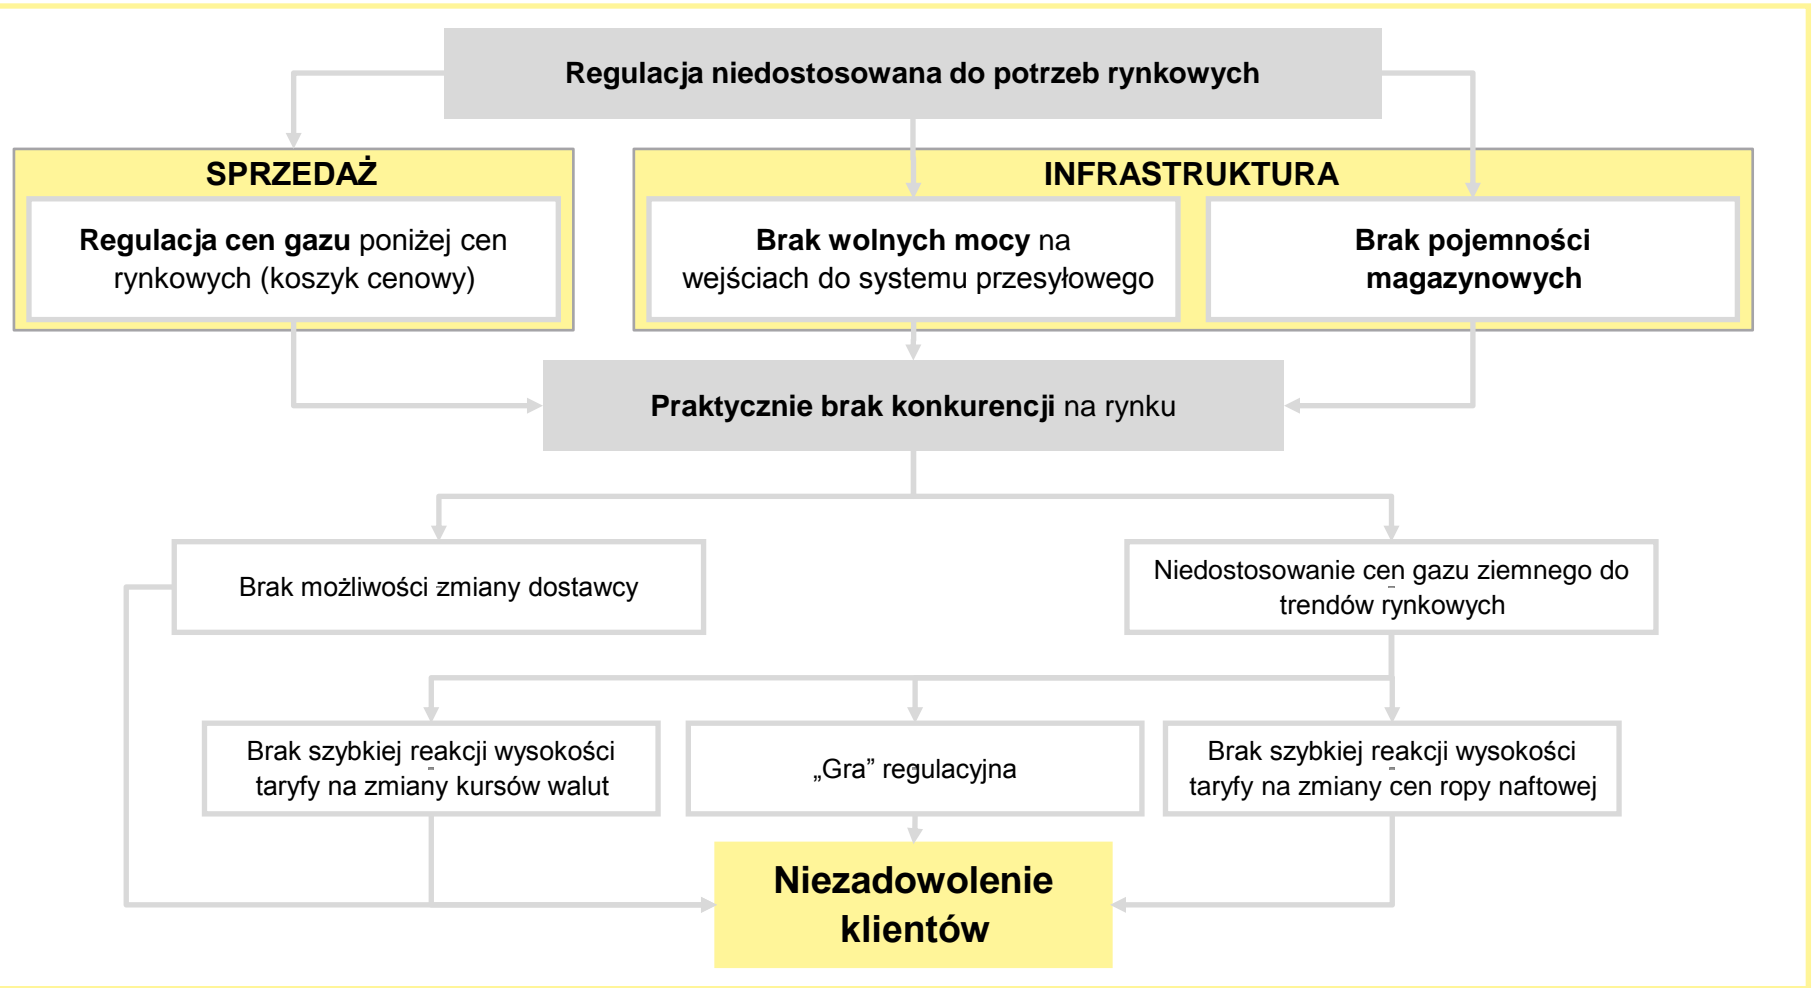 Regulacja niedostosowana do potrzeb rynkowych
SPRZEDAŻ
Regulacja cen gazu poniżej cen
rynkowych (koszyk cenowy)
INFRASTRUKTURA
Brak wolnych mocy na
wejściach do systemu przesyłowego
Brak pojemności
magazynowych
Praktycznie brak konkurencji na rynku
Brak możliwości zmiany dostawcy
Niedostosowanie cen gazu ziemnego do
trendów rynkowych
Brak szybkiej reakcji wysokości
taryfy na zmiany kursów walut
„Gra” regulacyjna
Brak szybkiej reakcji wysokości
taryfy na zmiany cen ropy naftowej
Niezadowolenie
klientów